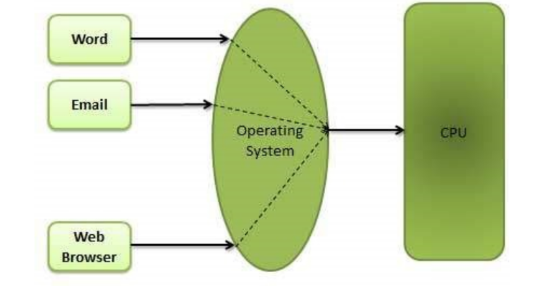 Word
Email
Operating
System
CPU
Web
Browser